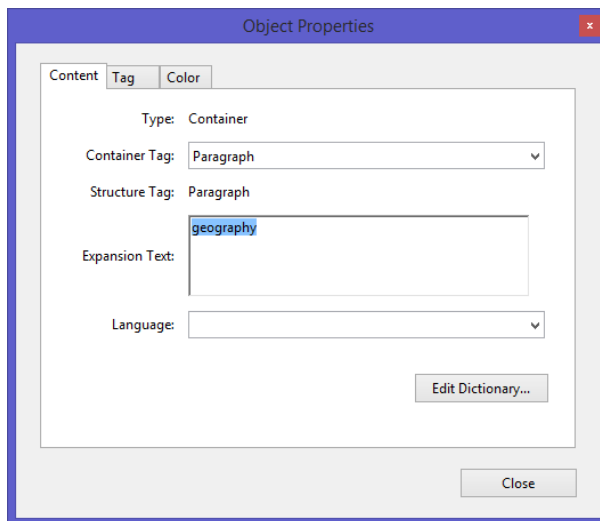 Object Properties
x
Content Tag Color
Type: Container
Container Tag: Paragraph
Structure Tag: Paragraph
Expansion Text: geography
Language:
Edit Dictionary...
Close